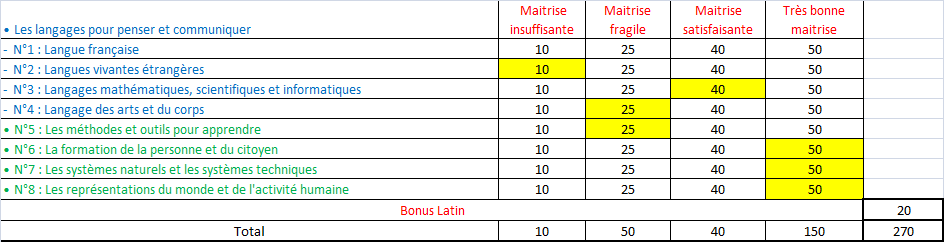 • Les langages pour penser et communiquer Maitrise insuffisante Maitrise fragile Maitrise satisfaisante Très bonne maitrise
- N°1 : Langue française 10 25 40 50
- N°2 : Langues vivantes étrangères 10 25 40 50
- N°3 : Langages mathématiques, scientifiques et informatiques 10 25 40 50
- N°4 : Langage des arts et du corps 10 25 40 50
• N°5 : Les méthodes et outils pour apprendre 10 25 40 50
• N°6 : La formation de la personne et du citoyen 10 25 40 50
• N°7 : Les systèmes naturels et les systèmes techniques 10 25 40 50
• N°8 : Les représentations du monde et de l'activité humaine 10 25 40 50
Bonus Latin 20
Total 10 50 40 150 270